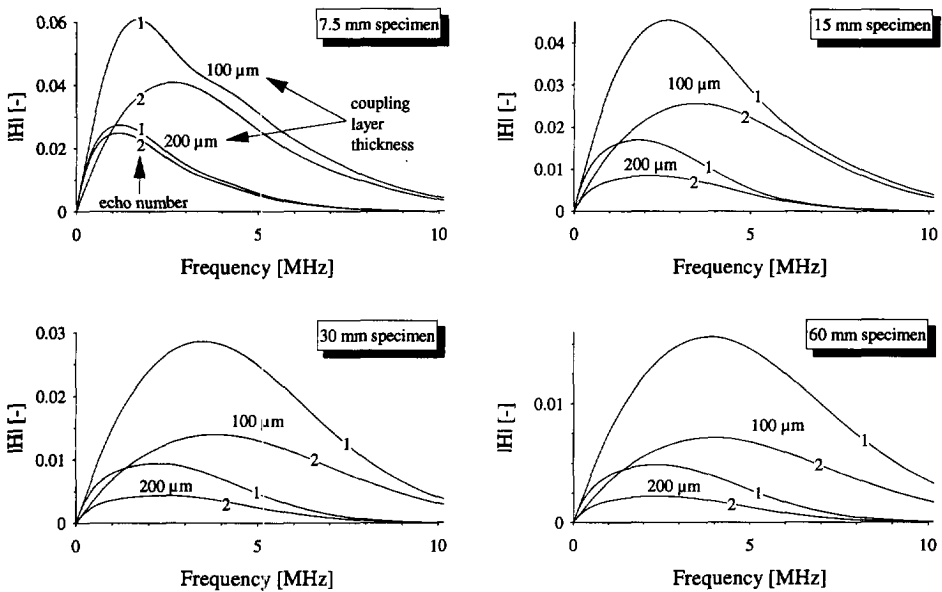 7.5 mm specimen
0.06
0.04
0.02
0
|H| [-]
1
100 µm
2
coupling
layer
thickness
1
200 µm
2
echo number
5
10
Frequency [MHz]
15 mm specimen
0.04
0.03
0.02
0.01
0
|H| [-]
100 µm
1
2
200 µm
1
2
0
5
10
Frequency [MHz]
30 mm specimen
0.03
0.02
0.01
0
|H| [-]
100 µm
1
2
200 µm
1
2
0
5
10
Frequency [MHz]
60 mm specimen
0.01
0
|H| [-]
100 µm
1
2
200 µm
1
2
0
5
10
Frequency [MHz]